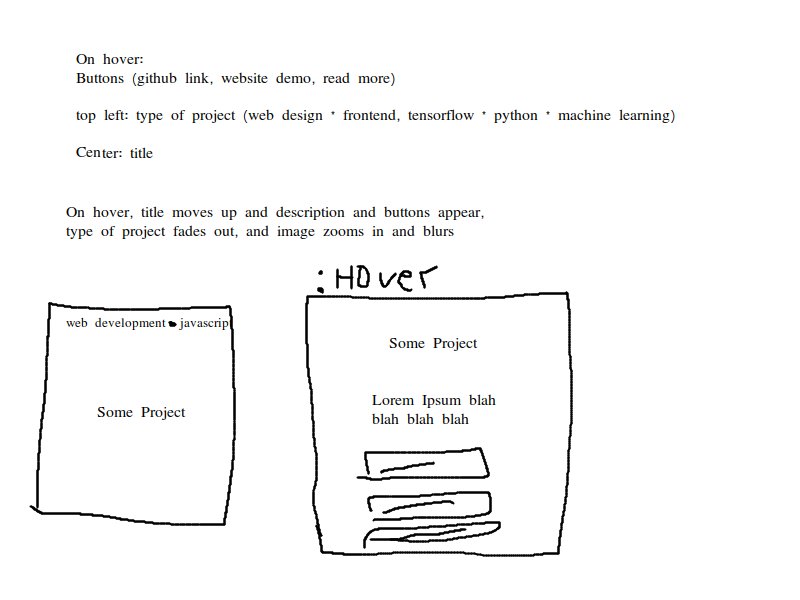 On hover:
Buttons (github link, website demo, read more)
top left: type of project (web design * frontend, tensorflow * python * machine learning)
Center: title
On hover, title moves up and description and buttons appear,
type of project fades out, and image zooms in and blurs
:HOver
web development • javascrip
Some Project
Some Project
Lorem Ipsum blah
blah blah blah